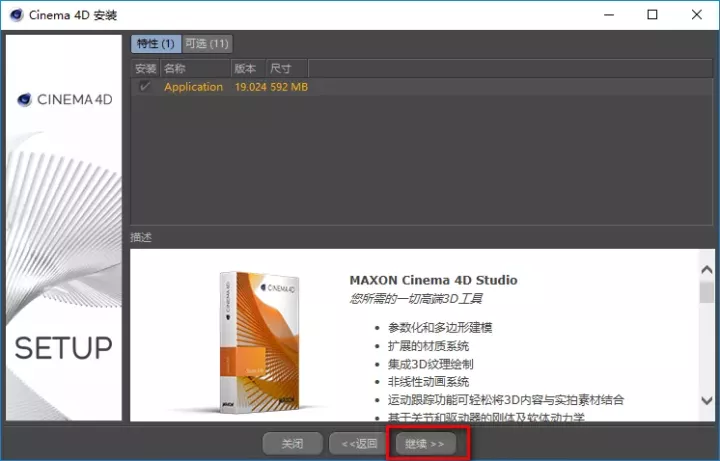 Cinema 4D 安装
CINEMA 4D
SETUP
特性 (1) 可选 (11)
安装 名称 版本 尺寸
Application 19.024 592 MB
描述
CINEMA 4D
MAXON
MAXON Cinema 4D Studio
您所需的一切高端3D工具
• 参数化和多边形建模
• 扩展的材质系统
• 集成3D纹理绘制
• 非线性动画系统
• 运动跟踪功能可轻松将3D内容与实拍素材结合
• 基于关节和驱动器的刚体及软体动力学
关闭 <<返回 继续 >>